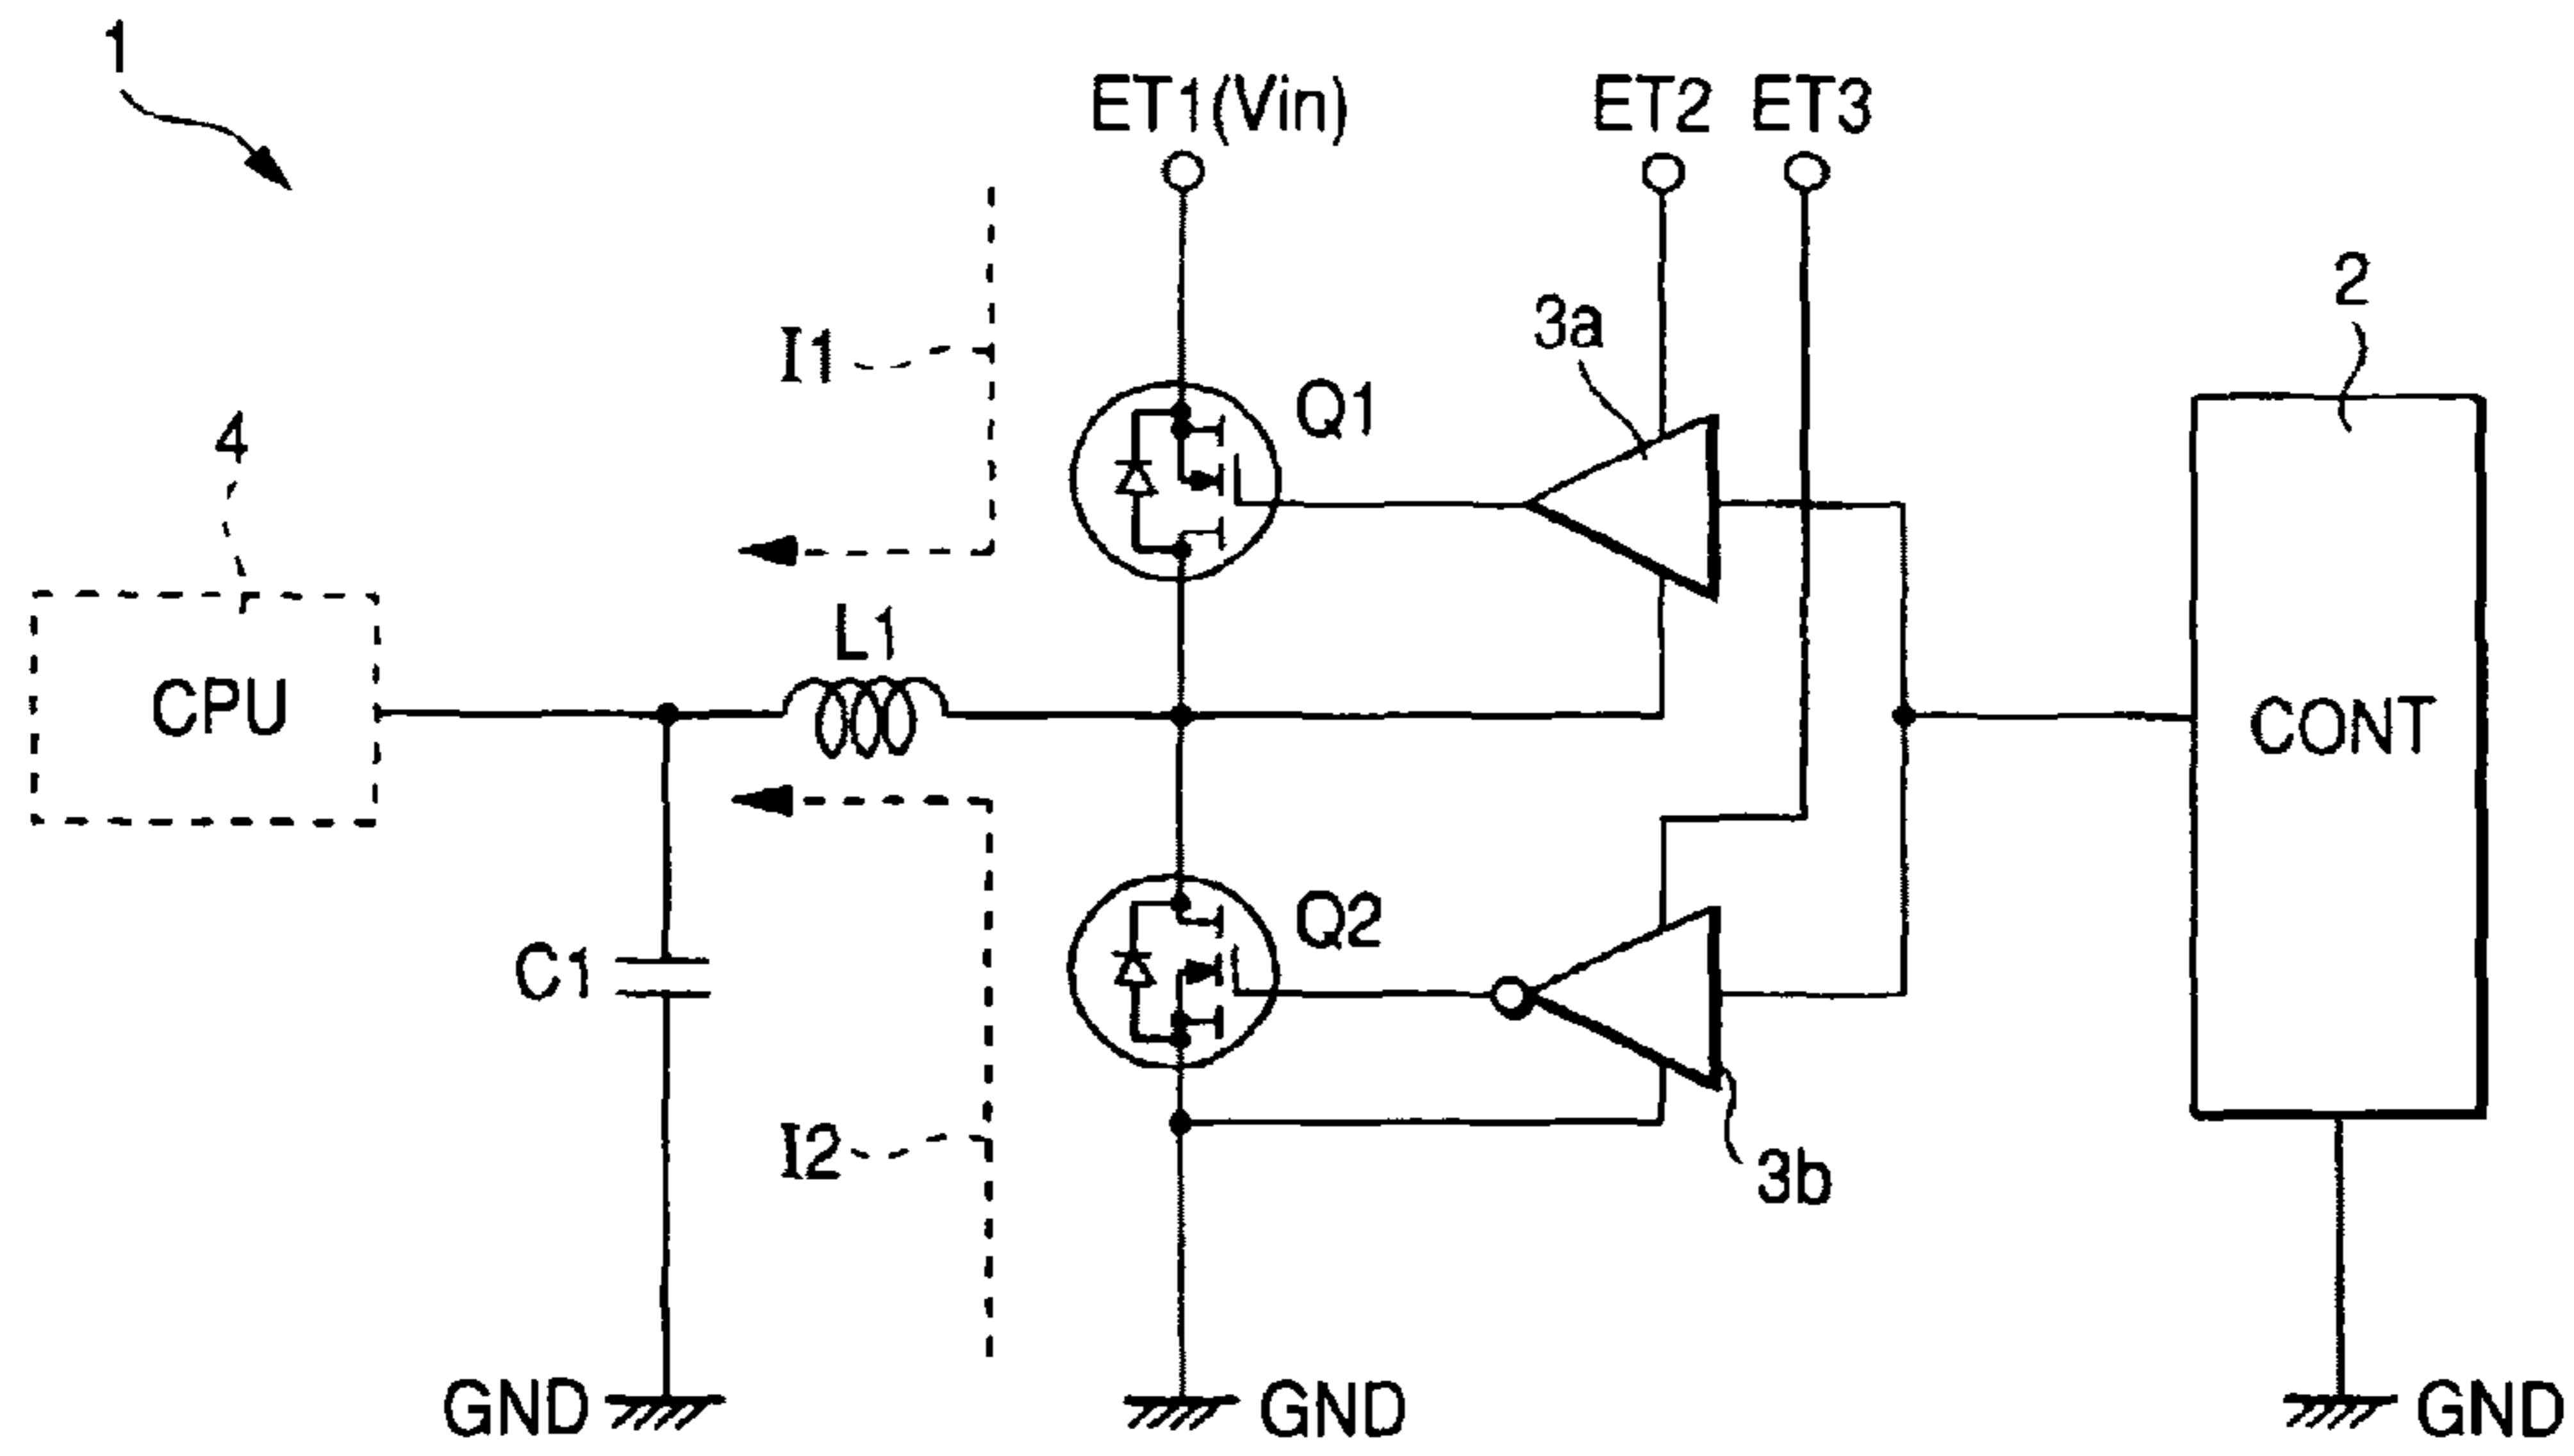 1
ET1(Vin)
ET2
ET3
2
3a
I1
Q1
4
L1
CPU
CONT
Q2
C1
I2
3b
GND
GND
GND